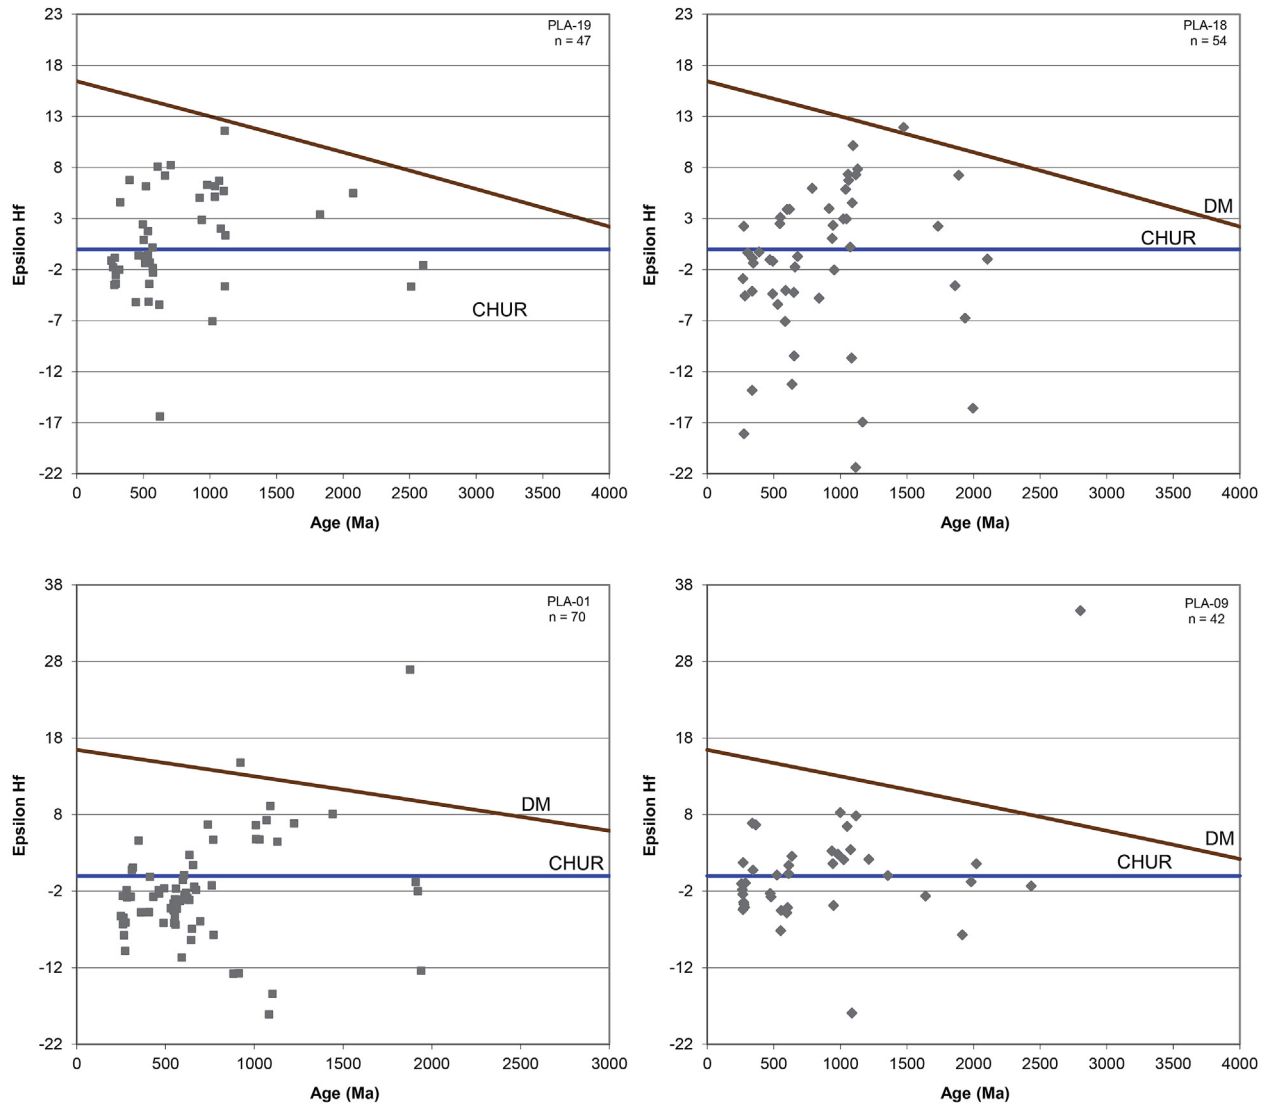 PLA-19
n = 47
23
18
13
8
3
-2
-7
-12
-17
-22
Epsilon Hf
CHUR
0 500 1000 1500 2000 2500 3000 3500 4000
Age (Ma)
PLA-18
n = 54
23
18
13
8
3
-2
-7
-12
-17
-22
Epsilon Hf
DM
CHUR
0 500 1000 1500 2000 2500 3000 3500 4000
Age (Ma)
PLA-01
n = 70
38
28
18
8
-2
-12
-22
Epsilon Hf
DM
CHUR
0 500 1000 1500 2000 2500 3000
Age (Ma)
PLA-09
n = 42
38
28
18
8
-2
-12
-22
Epsilon Hf
DM
CHUR
0 500 1000 1500 2000 2500 3000 3500 4000
Age (Ma)